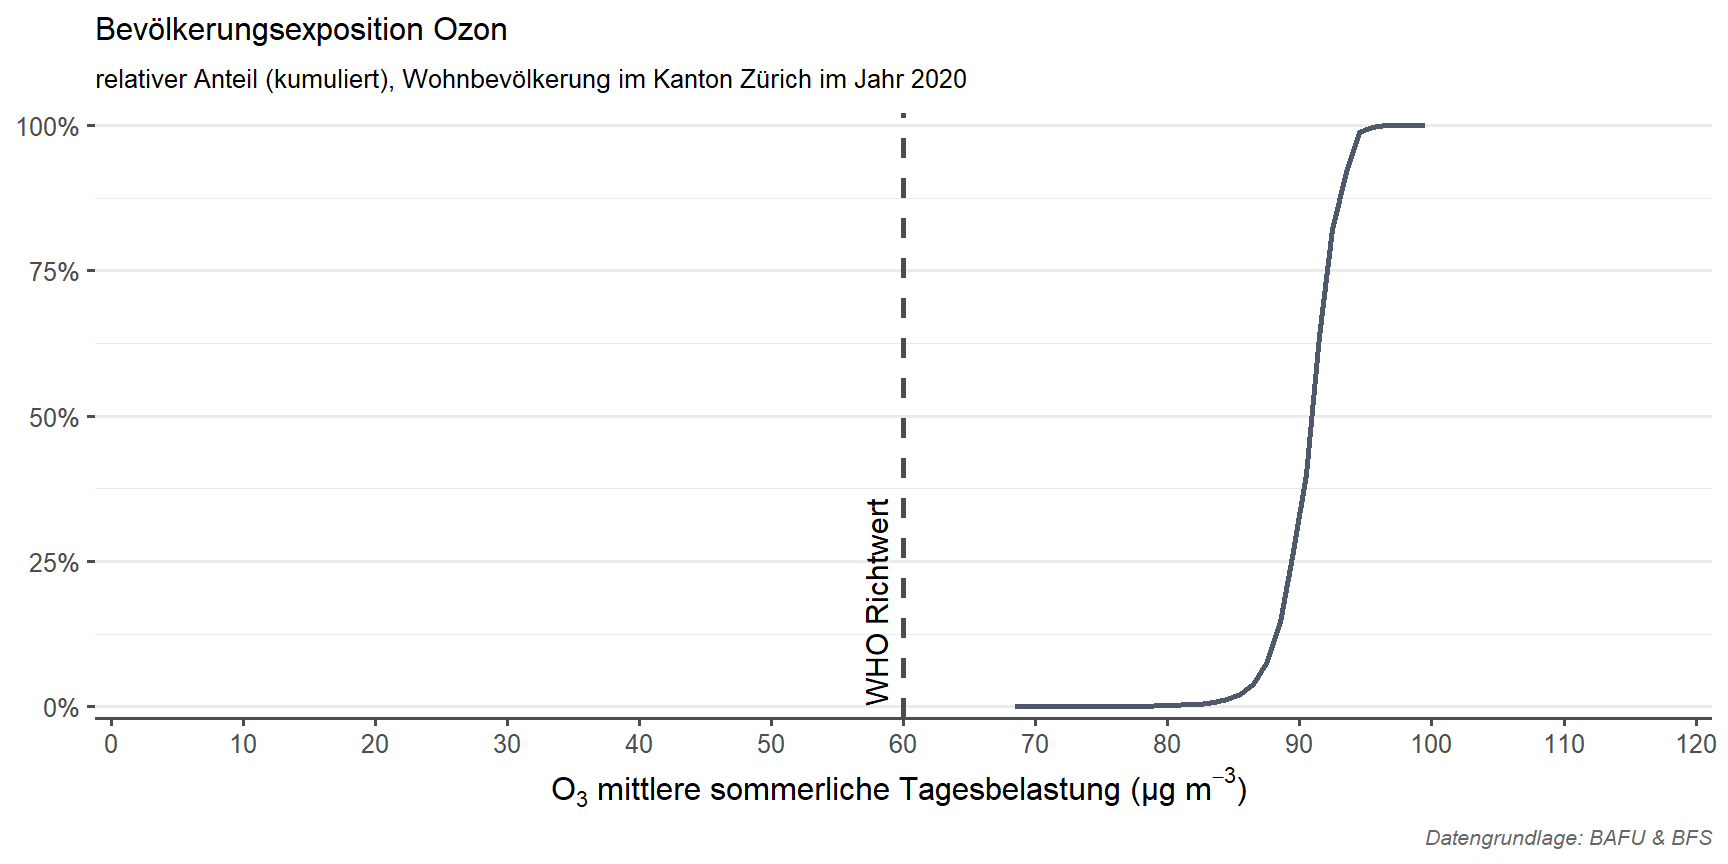 Bevölkerungsexposition Ozon
relativer Anteil (kumuliert), Wohnbevölkerung im Kanton Zürich im Jahr 2020
100%
75%
50%
25%
0%
WHO Richtwert
0 10 20 30 40 50 60 70 80 90 100 110 120
O₃ mittlere sommerliche Tagesbelastung (µg m⁻³)
Datengrundlage: BAFU & BFS